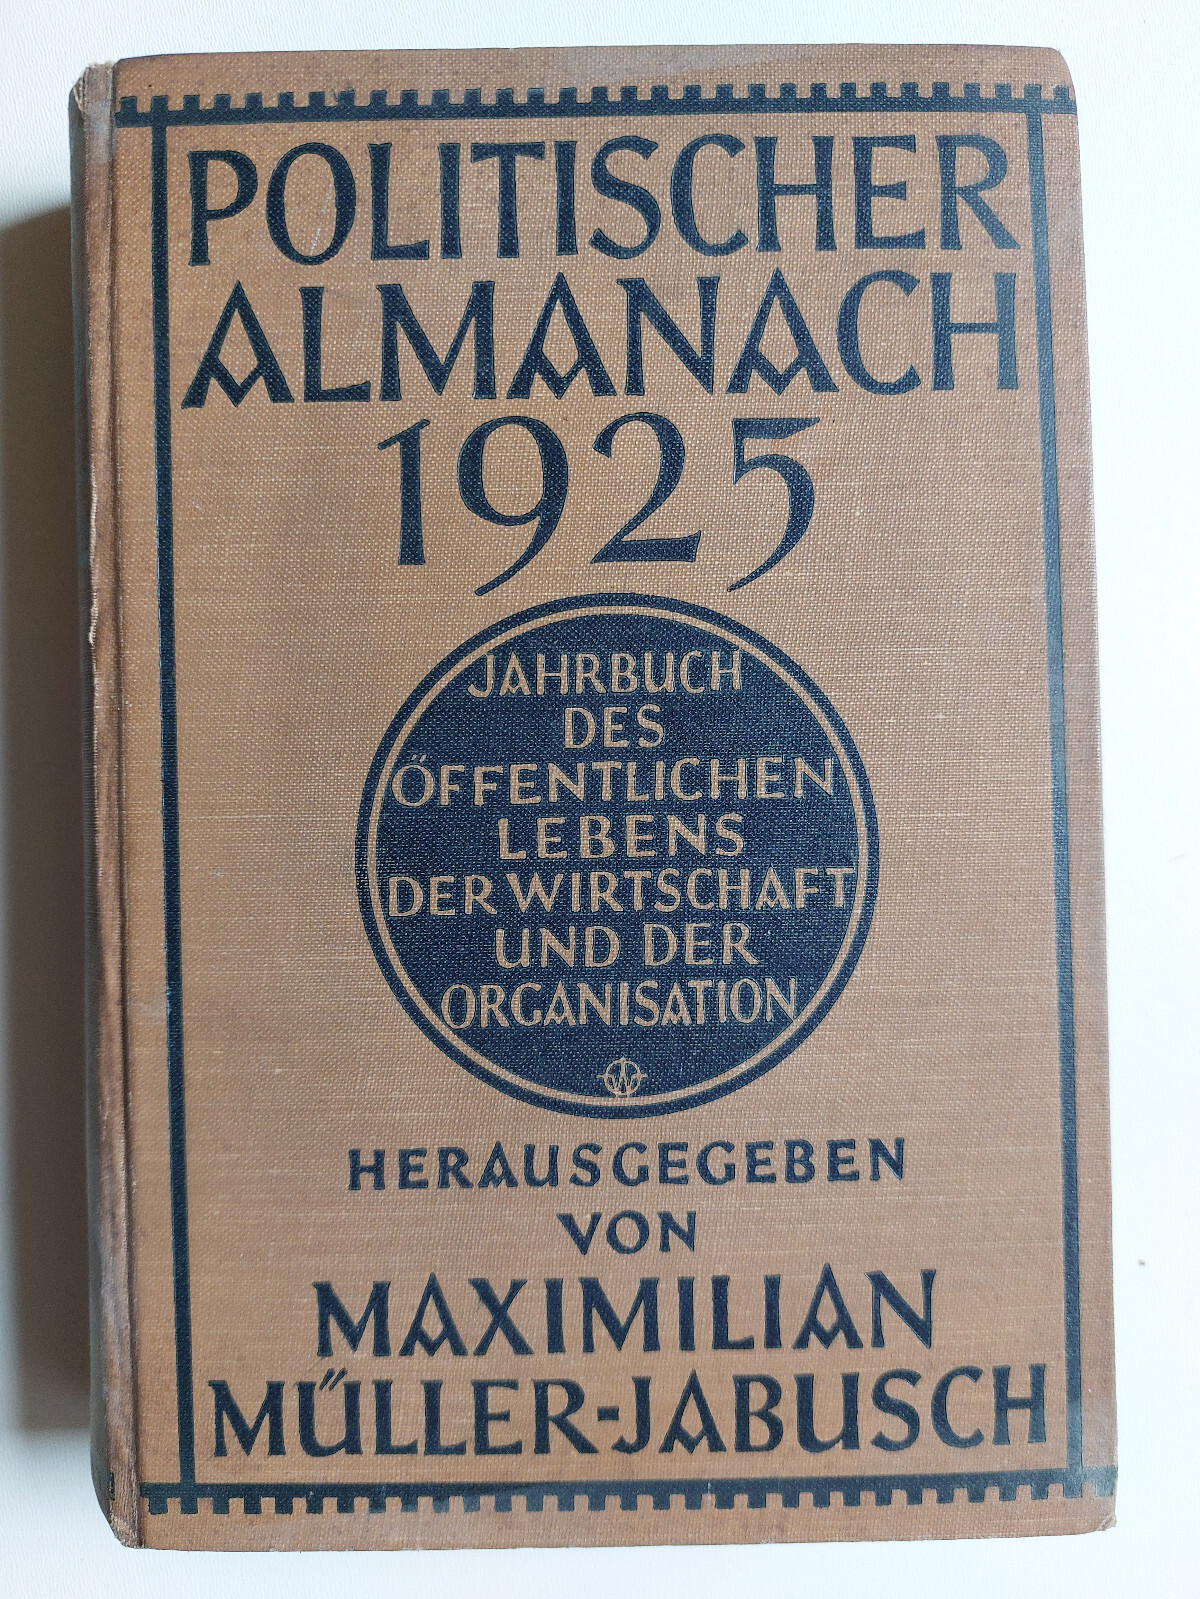 POLITISCHER
ALMANACH
1925
JAHRBUCH
DES
ÖFFENTLICHEN
LEBENS
DER WIRTSCHAFT
UND DER
ORGANISATION
HERAUSGEGEBEN
VON
MAXIMILIAN
MÜLLER-JABUSCH